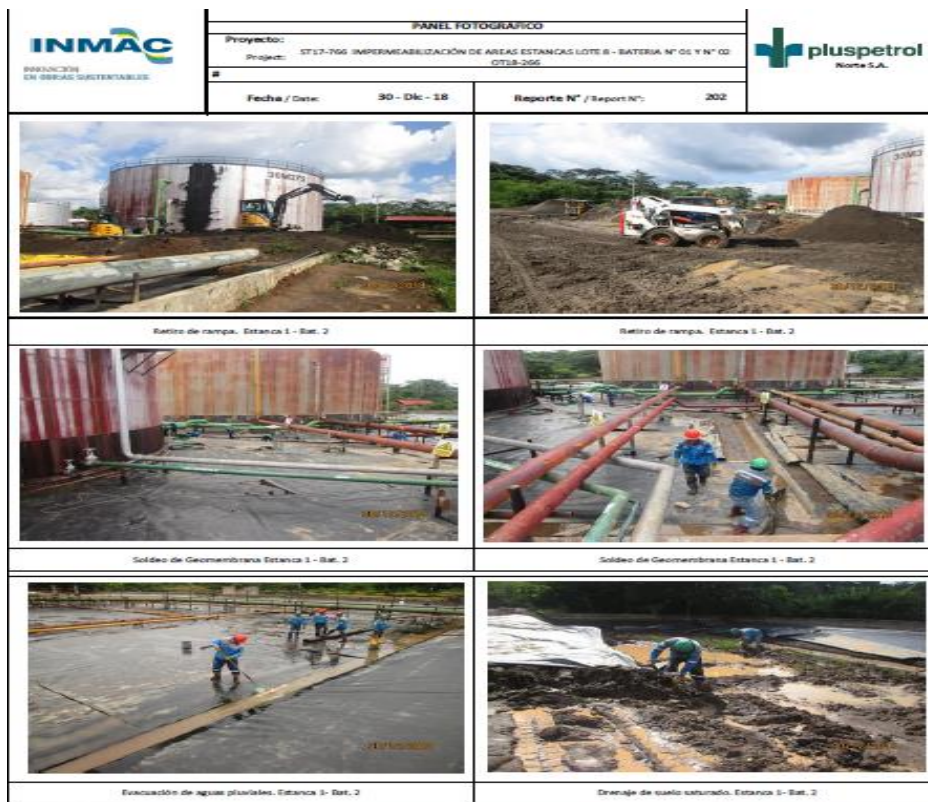 PANEL FOTOGRÁFICO
INMAC
INNOVACIÓN
EN OBRAS SUSTENTABLES
Proyecto:
Project:
ST17-766 IMPERMEABILIZACIÓN DE AREAS ESTANCAS LOTE 8 - BATERIA N° 01 Y N° 02
OT18-266
#
Fecha / Date:
30 - Dic - 18
Reporte N° / Report N°:
202
pluspetrol
Norte S.A.
Retiro de rampa. Estanca 1 - Bat. 2
Retiro de rampa. Estanca 1 - Bat. 2
Soldeo de Geomembrana Estanca 1 - Bat. 2
Soldeo de Geomembrana Estanca 1 - Bat. 2
Evacuación de aguas pluviales. Estanca 1- Bat. 2
Drenaje de suelo saturado. Estanca 1- Bat. 2